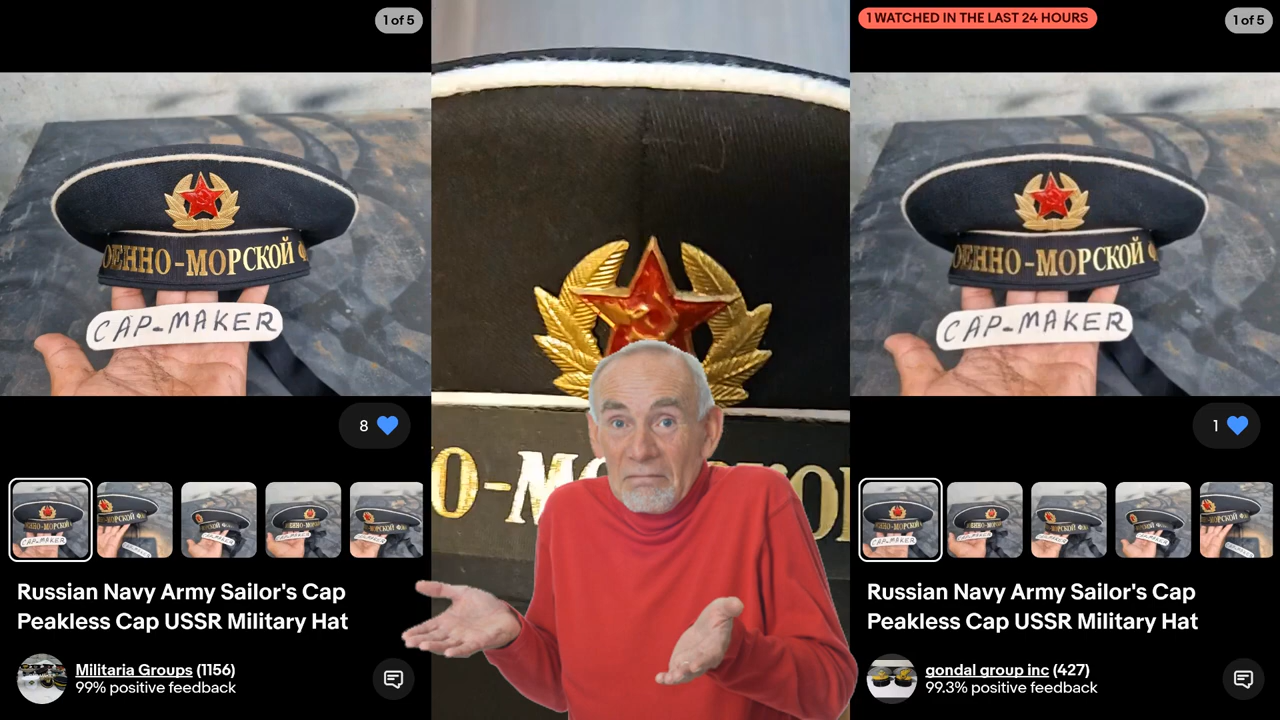 1 of 5
ОЕННО-МОРСКОЙ Ф
CAP-MAKER
8
Russian Navy Army Sailor's Cap
Peakless Cap USSR Military Hat
Militaria Groups (1156)
99% positive feedback
О-М
КО
1 WATCHED IN THE LAST 24 HOURS
1 of 5
ОЕННО-МОРСКОЙ Ф
CAP-MAKER
1
Russian Navy Army Sailor's Cap
Peakless Cap USSR Military Hat
gondal group inc (427)
99.3% positive feedback